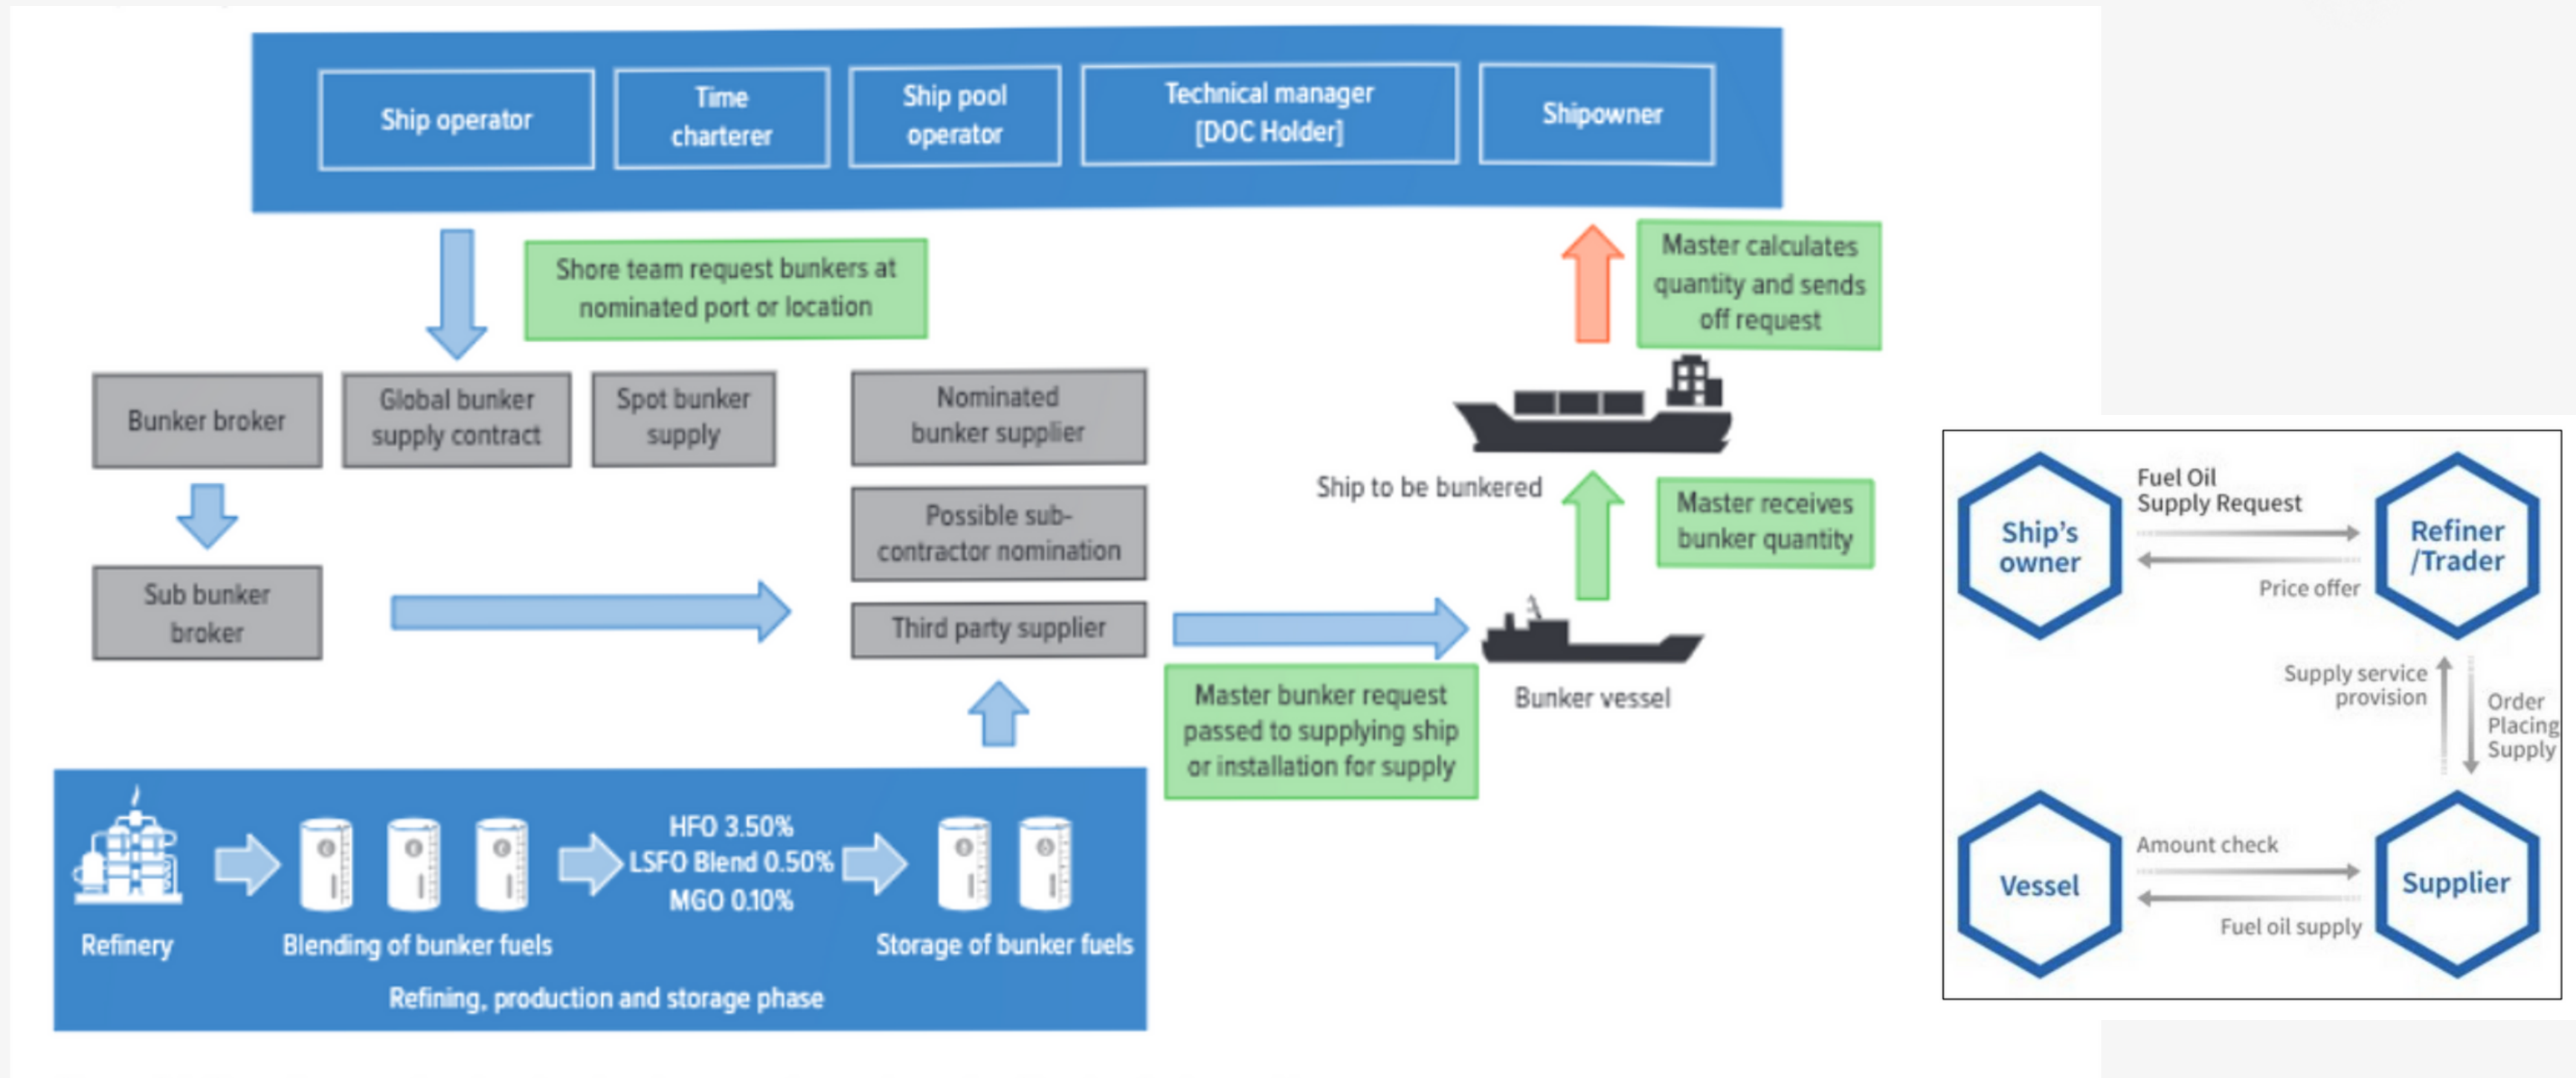 Ship operator
Time
charterer
Ship pool
operator
Technical manager
[DOC Holder]
Shipowner
Shore team request bunkers at
nominated port or location
Master calculates
quantity and sends
off request
Bunker broker
Global bunker
supply contract
Spot bunker
supply
Nominated
bunker supplier
Possible sub-
contractor nomination
Third party supplier
Sub bunker
broker
Ship to be bunkered
Master receives
bunker quantity
Master bunker request
passed to supplying ship
or installation for supply
Bunker vessel
HFO 3.50%
LSFO Blend 0.50%
MGO 0.10%
Refinery
Blending of bunker fuels
Storage of bunker fuels
Refining, production and storage phase
Ship's
owner
Fuel Oil
Supply Request
Price offer
Refiner
/Trader
Supply service
provision
Order
Placing
Supply
Vessel
Amount check
Fuel oil supply
Supplier